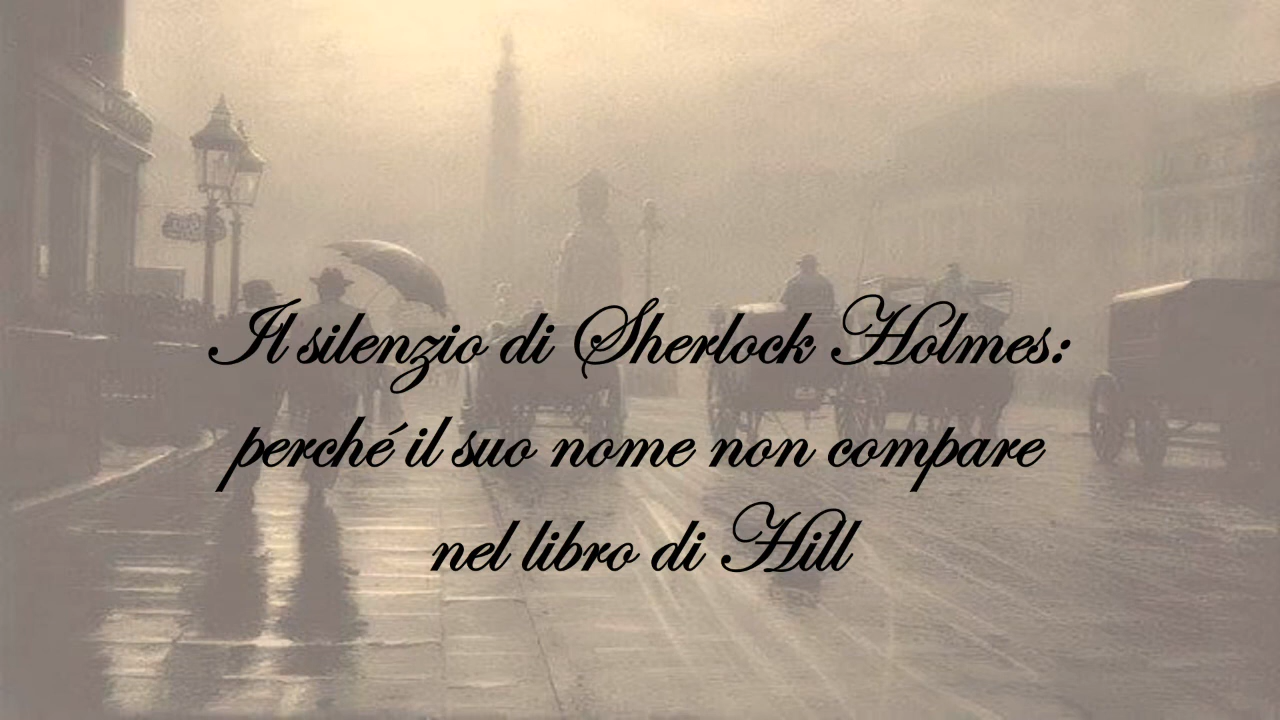 Il silenzio di Sherlock Holmes:
perché il suo nome non compare
nel libro di Hill